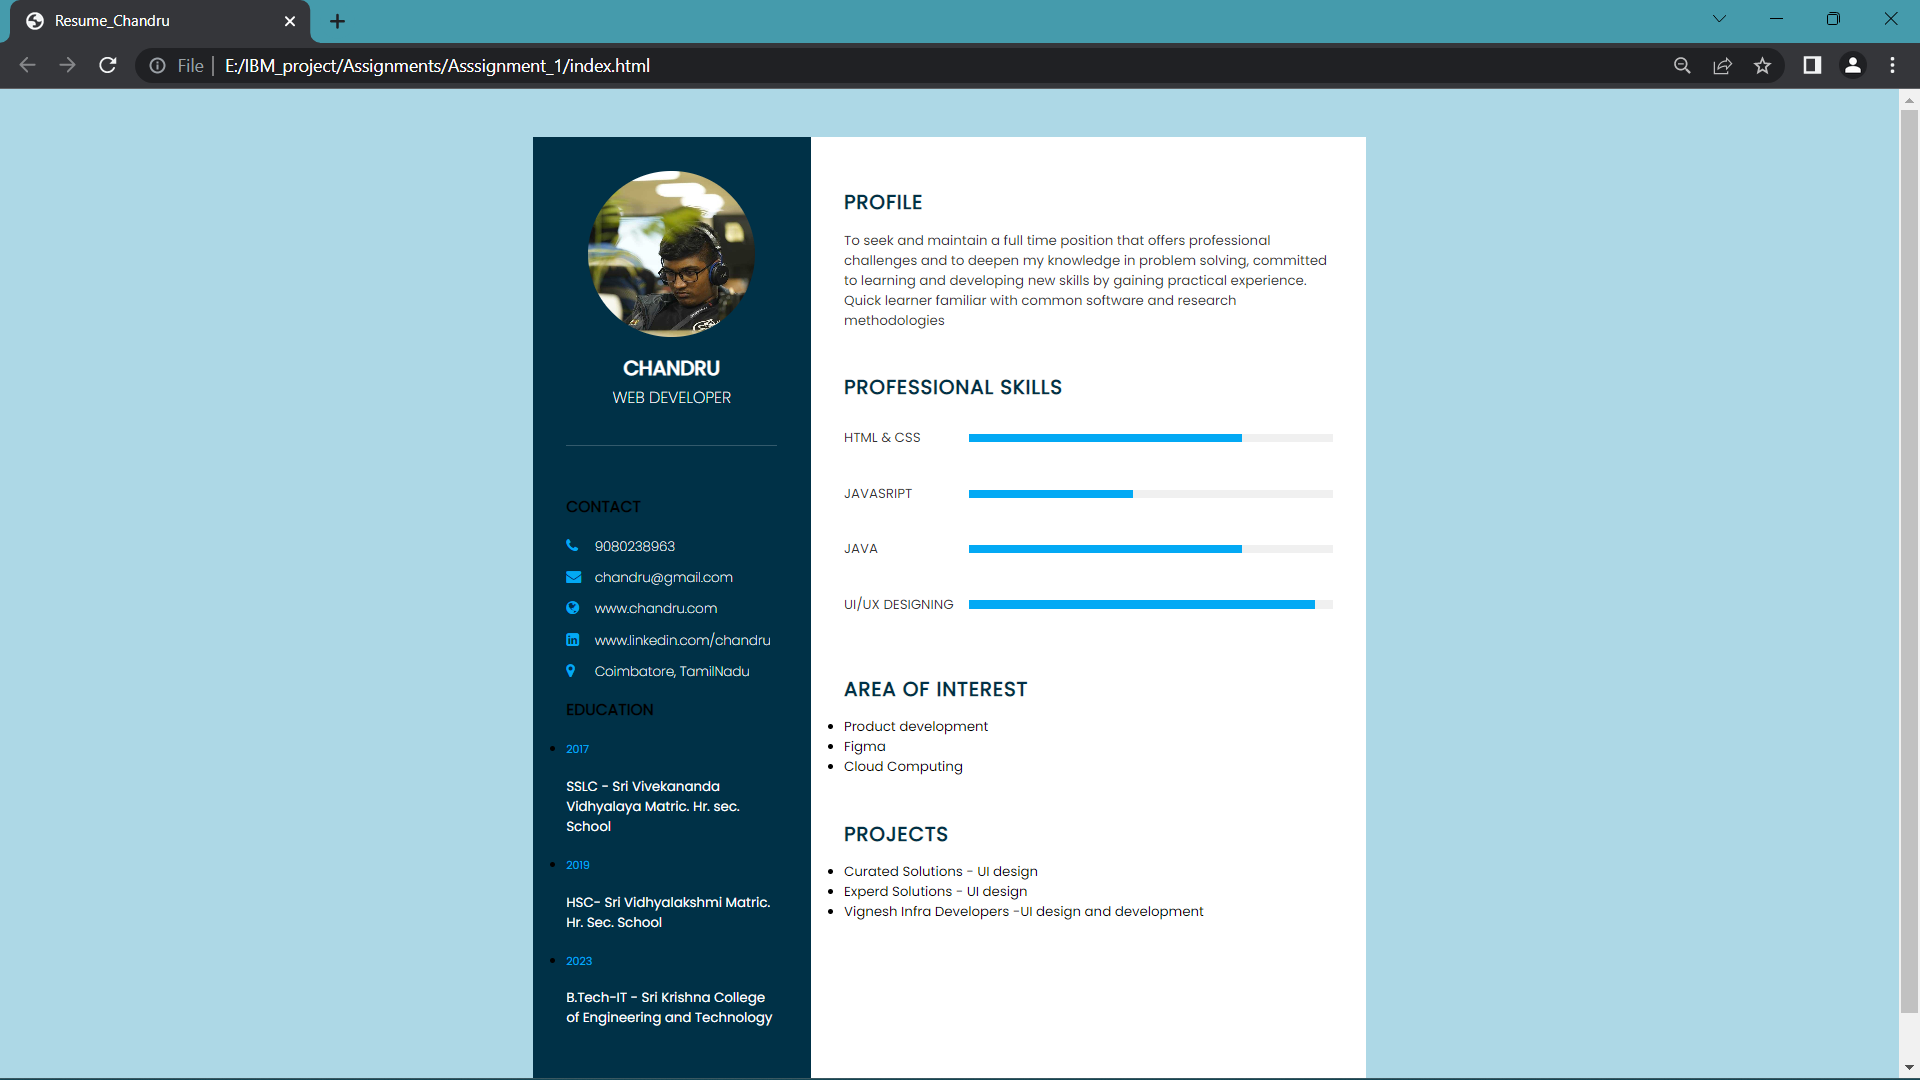 Resume_Chandru
File
E:/IBM_project/Assignments/Asssignment_1/index.html
CHANDRU
WEB DEVELOPER
CONTACT
9080238963
chandru@gmail.com
www.chandru.com
www.linkedin.com/chandru
Coimbatore, TamilNadu
EDUCATION
2017
SSLC - Sri Vivekananda
Vidhyalaya Matric. Hr. sec.
School
2019
HSC- Sri Vidhyalakshmi Matric.
Hr. Sec. School
2023
B.Tech-IT - Sri Krishna College
of Engineering and Technology
PROFILE
To seek and maintain a full time position that offers professional
challenges and to deepen my knowledge in problem solving, committed
to learning and developing new skills by gaining practical experience.
Quick learner familiar with common software and research
methodologies
PROFESSIONAL SKILLS
HTML & CSS
JAVASRIPT
JAVA
UI/UX DESIGNING
AREA OF INTEREST
Product development
Figma
Cloud Computing
PROJECTS
Curated Solutions - UI design
Experd Solutions - UI design
Vignesh Infra Developers -UI design and development